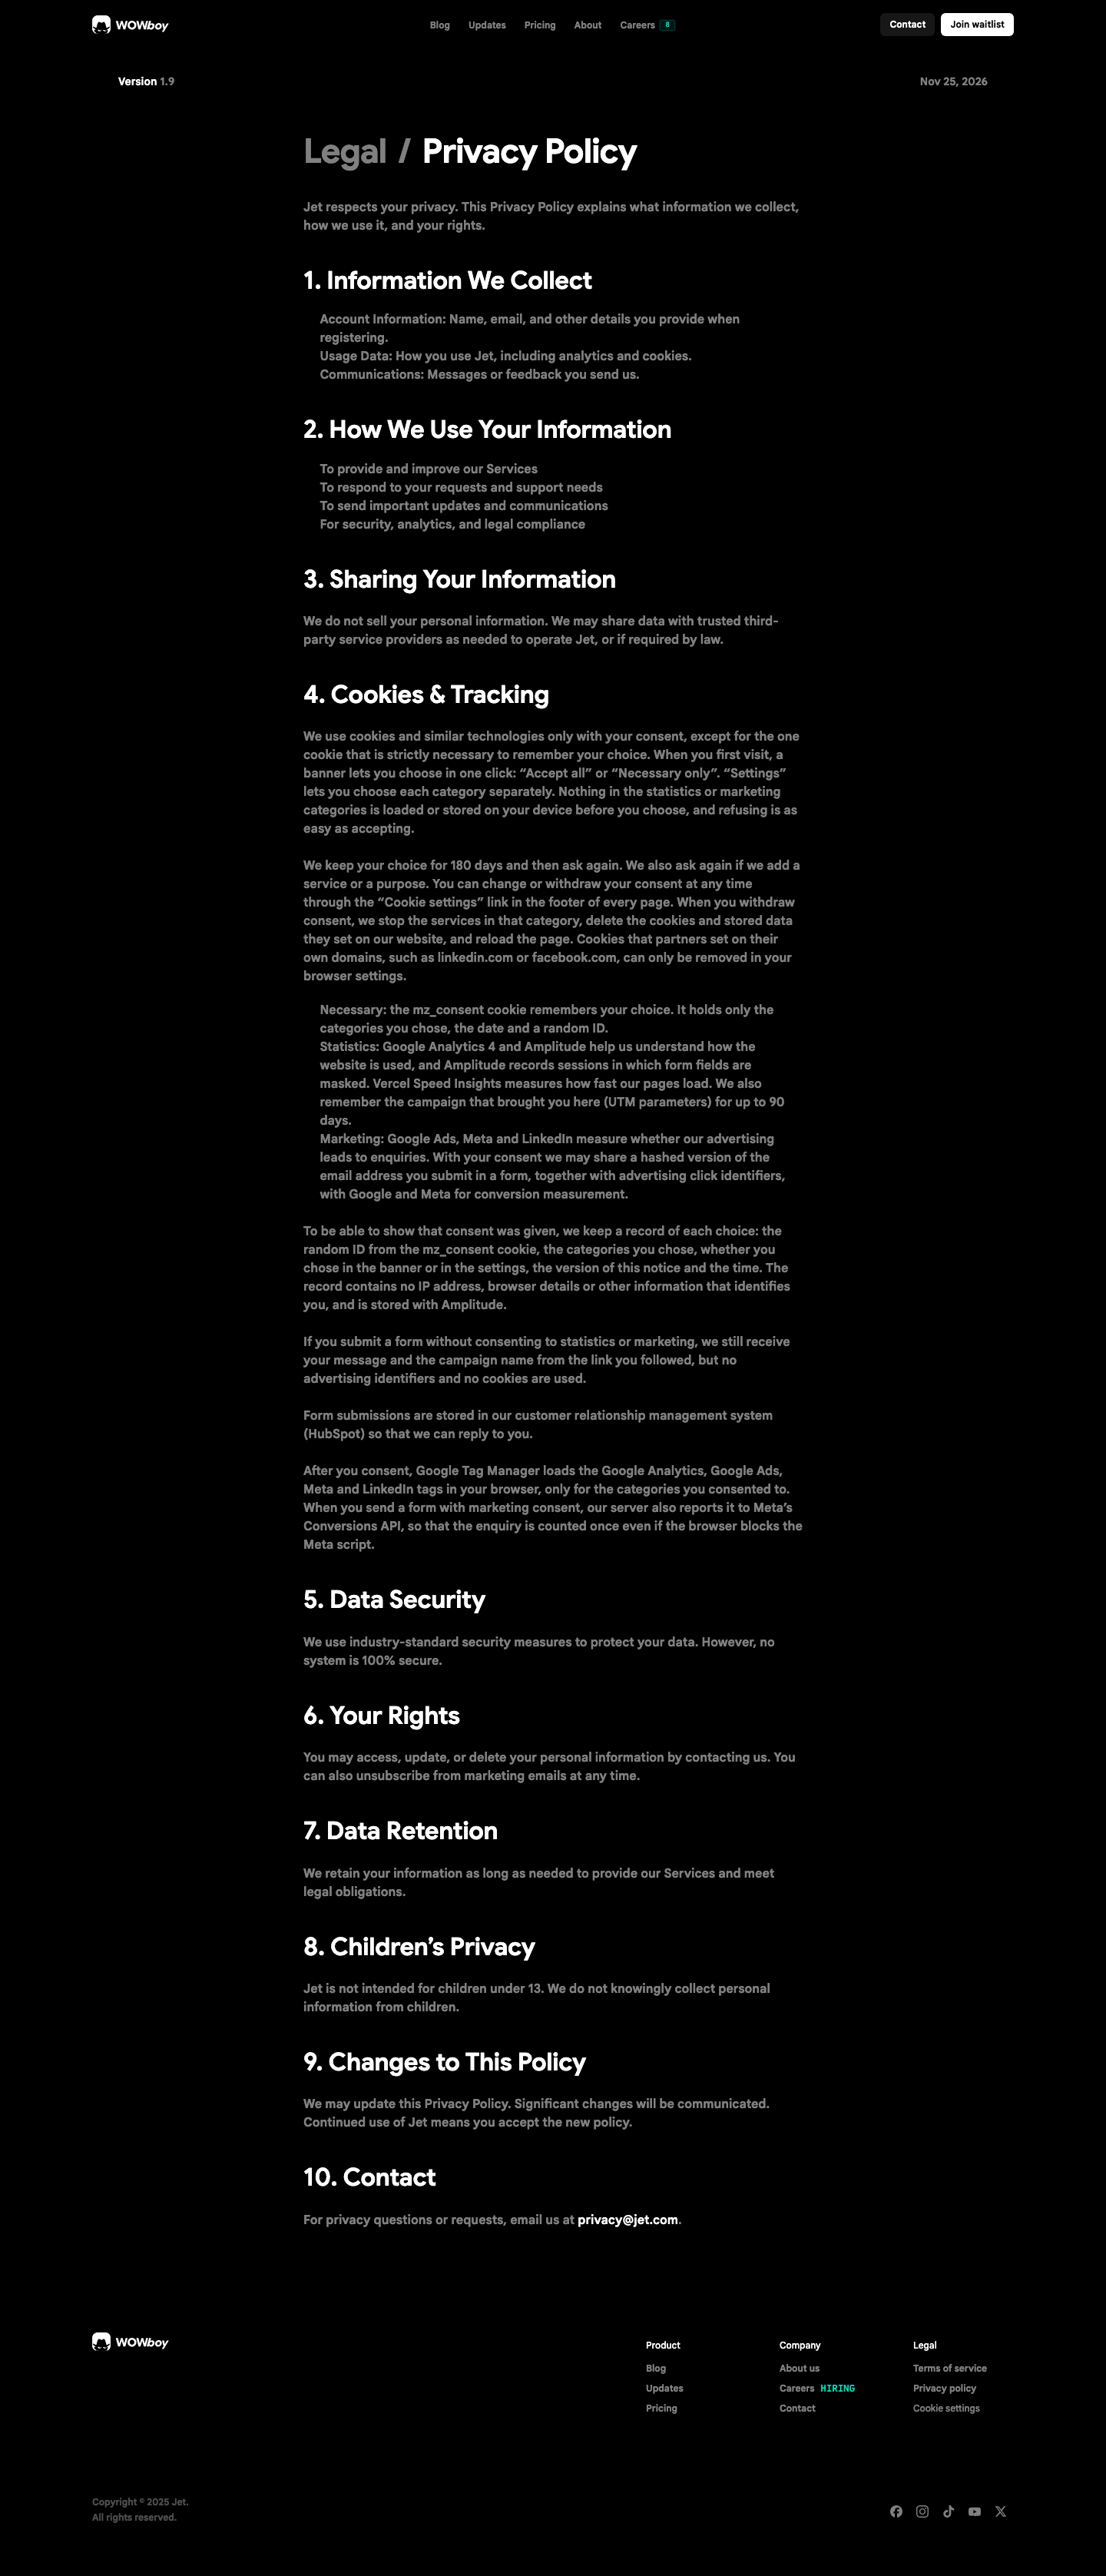 WOWboy
Blog Updates Pricing About Careers 8
Contact Join waitlist
Version 1.9
Nov 25, 2026
Legal / Privacy Policy
Jet respects your privacy. This Privacy Policy explains what information we collect,
how we use it, and your rights.
1. Information We Collect
Account Information: Name, email, and other details you provide when
registering.
Usage Data: How you use Jet, including analytics and cookies.
Communications: Messages or feedback you send us.
2. How We Use Your Information
To provide and improve our Services
To respond to your requests and support needs
To send important updates and communications
For security, analytics, and legal compliance
3. Sharing Your Information
We do not sell your personal information. We may share data with trusted third-
party service providers as needed to operate Jet, or if required by law.
4. Cookies & Tracking
We use cookies and similar technologies only with your consent, except for the one
cookie that is strictly necessary to remember your choice. When you first visit, a
banner lets you choose in one click: “Accept all” or “Necessary only”. “Settings”
lets you choose each category separately. Nothing in the statistics or marketing
categories is loaded or stored on your device before you choose, and refusing is as
easy as accepting.
We keep your choice for 180 days and then ask again. We also ask again if we add a
service or a purpose. You can change or withdraw your consent at any time
through the “Cookie settings” link in the footer of every page. When you withdraw
consent, we stop the services in that category, delete the cookies and stored data
they set on our website, and reload the page. Cookies that partners set on their
own domains, such as linkedin.com or facebook.com, can only be removed in your
browser settings.
Necessary: the mz_consent cookie remembers your choice. It holds only the
categories you chose, the date and a random ID.
Statistics: Google Analytics 4 and Amplitude help us understand how the
website is used, and Amplitude records sessions in which form fields are
masked. Vercel Speed Insights measures how fast our pages load. We also
remember the campaign that brought you here (UTM parameters) for up to 90
days.
Marketing: Google Ads, Meta and LinkedIn measure whether our advertising
leads to enquiries. With your consent we may share a hashed version of the
email address you submit in a form, together with advertising click identifiers,
with Google and Meta for conversion measurement.
To be able to show that consent was given, we keep a record of each choice: the
random ID from the mz_consent cookie, the categories you chose, whether you
chose in the banner or in the settings, the version of this notice and the time. The
record contains no IP address, browser details or other information that identifies
you, and is stored with Amplitude.
If you submit a form without consenting to statistics or marketing, we still receive
your message and the campaign name from the link you followed, but no
advertising identifiers and no cookies are used.
Form submissions are stored in our customer relationship management system
(HubSpot) so that we can reply to you.
After you consent, Google Tag Manager loads the Google Analytics, Google Ads,
Meta and LinkedIn tags in your browser, only for the categories you consented to.
When you send a form with marketing consent, our server also reports it to Meta’s
Conversions API, so that the enquiry is counted once even if the browser blocks the
Meta script.
5. Data Security
We use industry-standard security measures to protect your data. However, no
system is 100% secure.
6. Your Rights
You may access, update, or delete your personal information by contacting us. You
can also unsubscribe from marketing emails at any time.
7. Data Retention
We retain your information as long as needed to provide our Services and meet
legal obligations.
8. Children’s Privacy
Jet is not intended for children under 13. We do not knowingly collect personal
information from children.
9. Changes to This Policy
We may update this Privacy Policy. Significant changes will be communicated.
Continued use of Jet means you accept the new policy.
10. Contact
For privacy questions or requests, email us at privacy@jet.com.
WOWboy
Product
Blog
Updates
Pricing
Company
About us
Careers HIRING
Contact
Legal
Terms of service
Privacy policy
Cookie settings
Copyright © 2025 Jet.
All rights reserved.